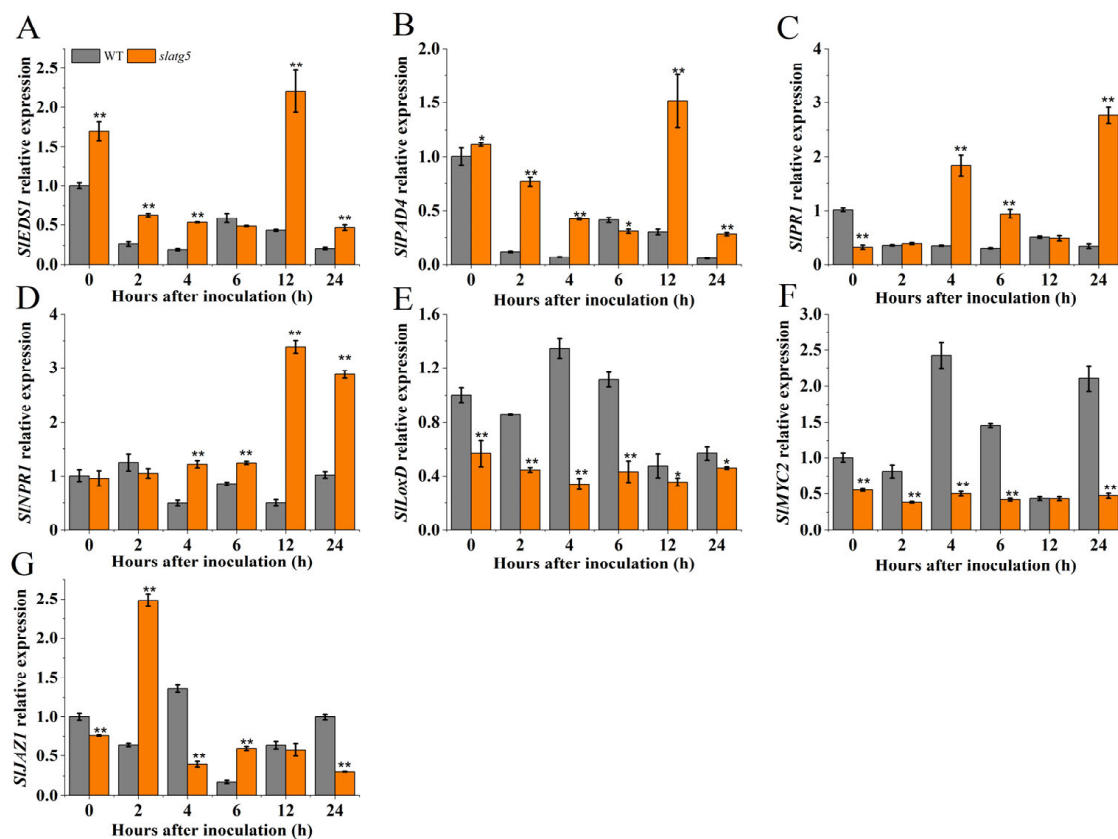 A
WT slatg5
SlEDS1 relative expression
2.5
2.0
1.5
1.0
0.5
0.0
** ** ** ** **
0 2 4 6 12 24
Hours after inoculation (h)
B
SlPAD4 relative expression
2.0
1.5
1.0
0.5
0.0
* ** ** * ** **
0 2 4 6 12 24
Hours after inoculation (h)
C
SlPR1 relative expression
4
3
2
1
0
** ** ** **
0 2 4 6 12 24
Hours after inoculation (h)
D
SlNPR1 relative expression
4
3
2
1
0
** ** ** **
0 2 4 6 12 24
Hours after inoculation (h)
E
SlLoxD relative expression
1.6
1.2
0.8
0.4
0.0
** ** ** ** * *
0 2 4 6 12 24
Hours after inoculation (h)
F
SlMYC2 relative expression
3.0
2.5
2.0
1.5
1.0
0.5
0.0
** ** ** ** **
0 2 4 6 12 24
Hours after inoculation (h)
G
SlJAZ1 relative expression
2.5
2.0
1.5
1.0
0.5
0.0
** ** ** ** **
0 2 4 6 12 24
Hours after inoculation (h)